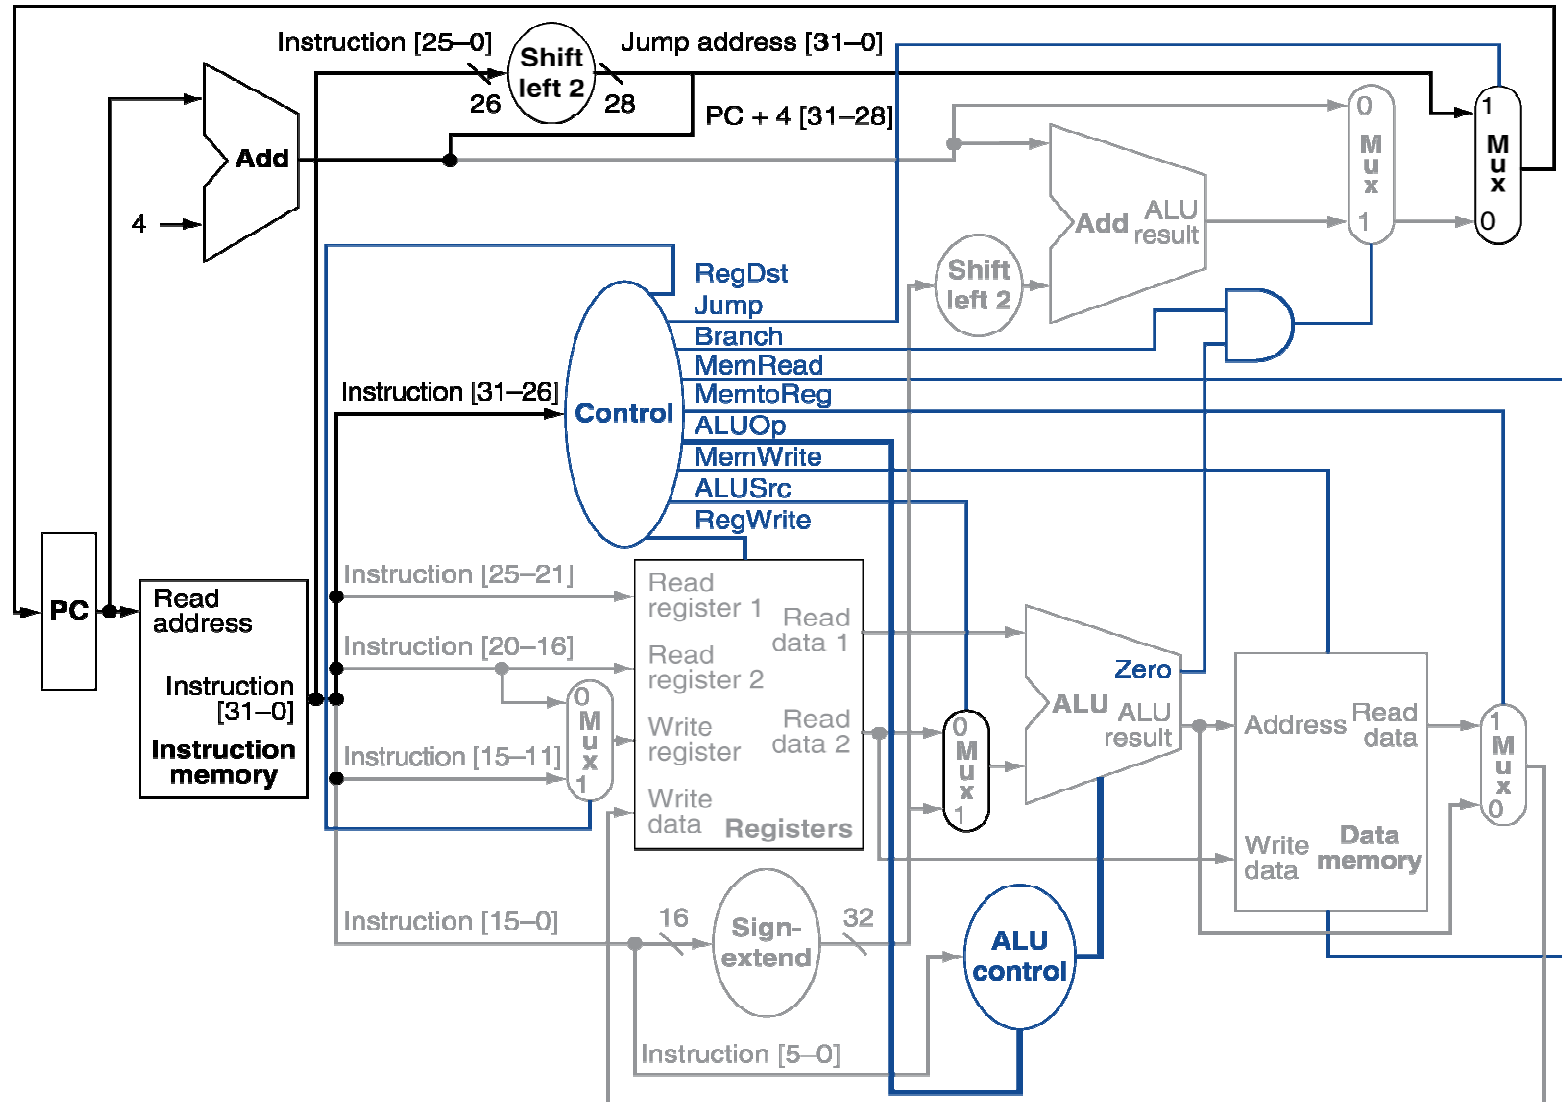 Instruction [25–0]
Shift
left 2
Jump address [31–0]
26
28
PC + 4 [31–28]
Add
4
0
M
u
x
1
1
M
u
x
0
Add
ALU
result
Shift
left 2
RegDst
Jump
Branch
MemRead
MemtoReg
ALUOp
MemWrite
ALUSrc
RegWrite
Instruction [31–26]
Control
PC
Read
address
Instruction
[31–0]
Instruction
memory
Instruction [25–21]
Instruction [20–16]
Instruction [15–11]
0
M
u
x
1
Read
register 1
Read
register 2
Write
register
Write
data
Read
data 1
Read
data 2
Registers
0
M
u
x
1
Zero
ALU
ALU
result
Address
Read
data
Write
data
Data
memory
1
M
u
x
0
Instruction [15–0]
16
Sign-
extend
32
ALU
control
Instruction [5–0]